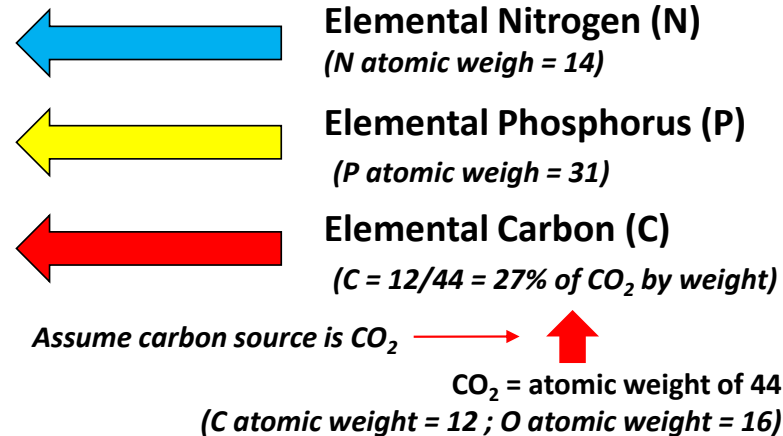 Elemental Nitrogen (N)
(N atomic weigh = 14)
Elemental Phosphorus (P)
(P atomic weigh = 31)
Elemental Carbon (C)
(C = 12/44 = 27% of CO₂ by weight)
Assume carbon source is CO₂
CO₂ = atomic weight of 44
(C atomic weight = 12 ; O atomic weight = 16)